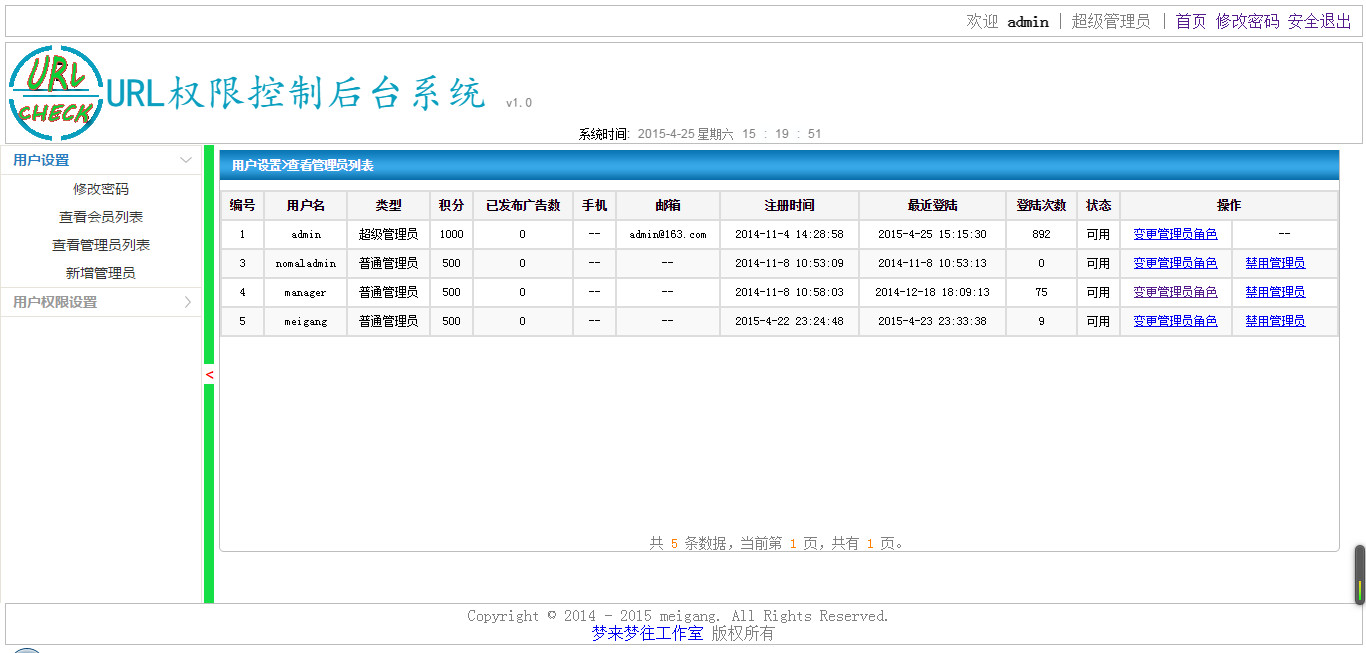 欢迎 admin | 超级管理员 | 首页 修改密码 安全退出
URL
CHECK
URL权限控制后台系统 v1.0
系统时间: 2015-4-25 星期六 15 : 19 : 51
用户设置
修改密码
查看会员列表
查看管理员列表
新增管理员
用户权限设置
<
用户设置>查看管理员列表
编号 用户名 类型 积分 已发布广告数 手机 邮箱 注册时间 最近登陆 登陆次数 状态 操作
1 admin 超级管理员 1000 0 -- admin@163.com 2014-11-4 14:28:58 2015-4-25 15:15:30 892 可用 变更管理员角色 --
3 nomaladmin 普通管理员 500 0 -- -- 2014-11-8 10:53:09 2014-11-8 10:53:13 0 可用 变更管理员角色 禁用管理员
4 manager 普通管理员 500 0 -- -- 2014-11-8 10:58:03 2014-12-18 18:09:13 75 可用 变更管理员角色 禁用管理员
5 meigang 普通管理员 500 0 -- -- 2015-4-22 23:24:48 2015-4-23 23:33:38 9 可用 变更管理员角色 禁用管理员
共 5 条数据，当前第 1 页，共有 1 页。
Copyright © 2014 - 2015 meigang. All Rights Reserved.
梦来梦往工作室 版权所有